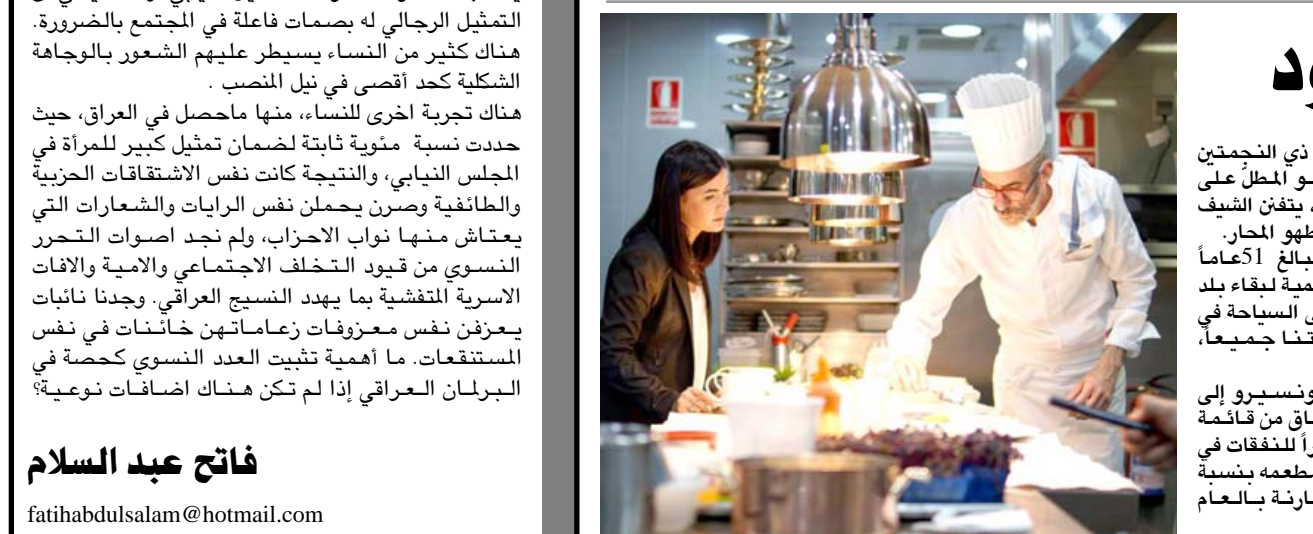 التمثيل الرجالي له بصمات فاعلة في المجتمع بالضرورة.
هناك كثير من النساء يسيطر عليهم الشعور بالوجاهة
الشكلية كحد أقصى في نيل المنصب .
هناك تجربة اخرى للنساء، منها ماحصل في العراق، حيث
حددت نسبة مئوية ثابتة لضمان تمثيل كبير للمرأة في
المجلس النيابي، والنتيجة كانت نفس الاشتقاقات الحزبية
والطائفية وصرن يحملن نفس الرايات والشعارات التي
يعتاش منها نواب الاحزاب، ولم نجد اصوات التحرر
النسوي من قيود التخلف الاجتماعي والامية والافات
الاسرية المتفشية بما يهدد النسيج العراقي. وجدنا نائبات
يعزفن نفس معزوفات زعاماتهن خائنات في نفس
المستنقعات. ما أهمية تثبيت العدد النسوي كحصة في
البرلمان العراقي إذا لم تكن هناك اضافات نوعية؟
فاتح عبد السلام
fatihabdulsalam@hotmail.com
ذي النجمتين
المطلّ على
يتفنن الشيف
طهو المحار.
51عاماً
لبقاء بلد
السياحة في
جميعاً،
إلى
من قائمة
للنفقات في
بنسبة
بالعام